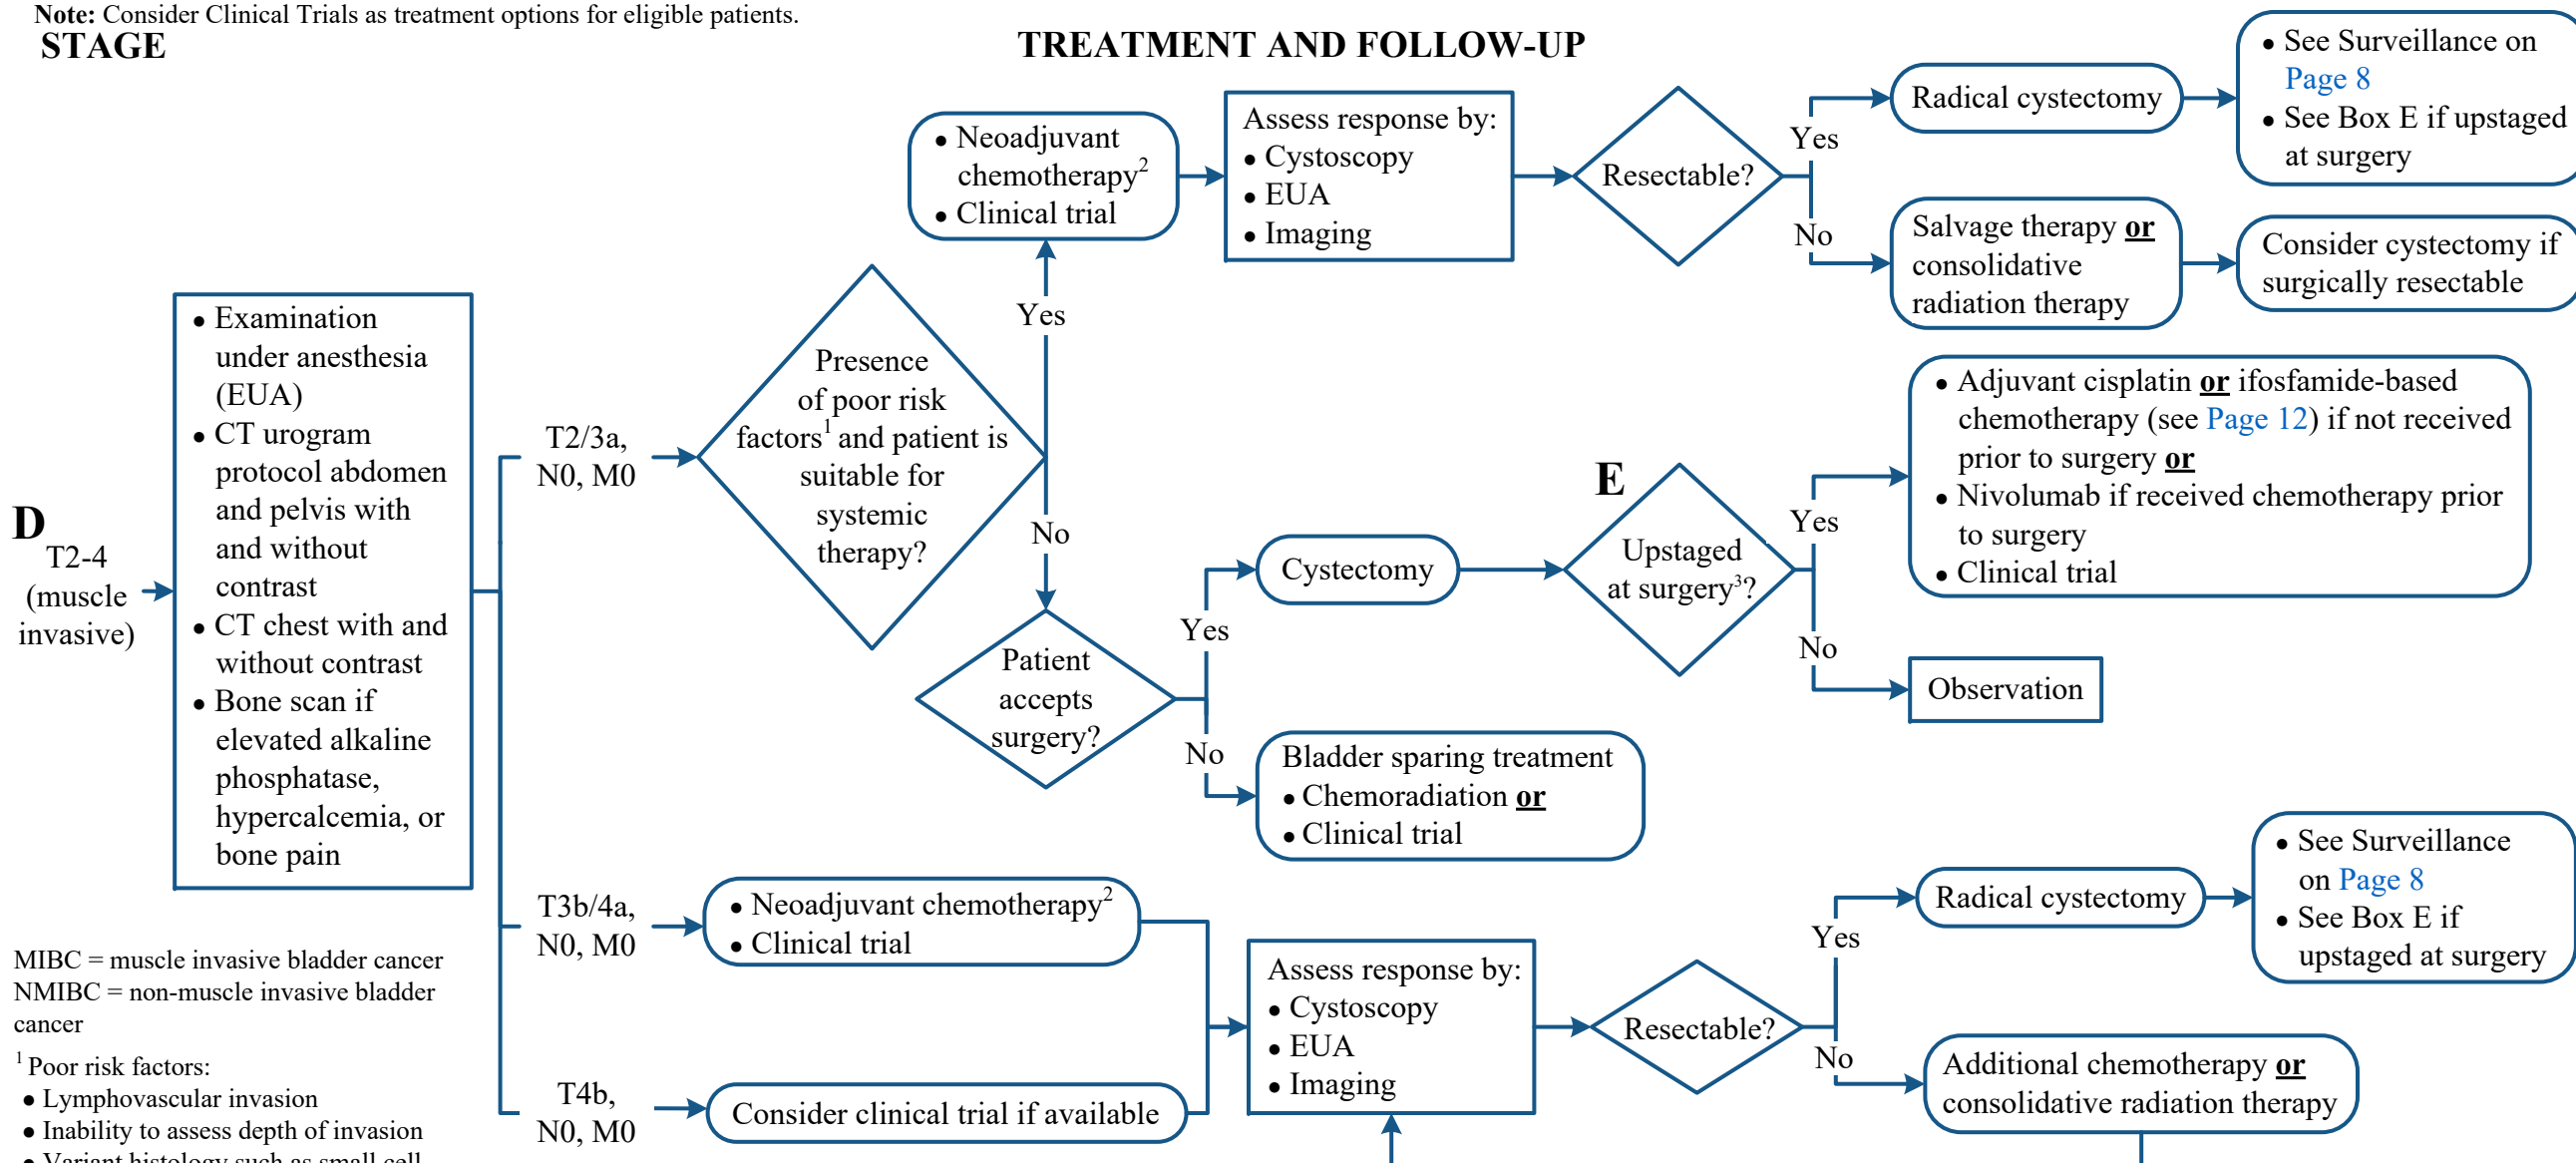 Note: Consider Clinical Trials as treatment options for eligible patients.
STAGE
TREATMENT AND FOLLOW-UP
D
T2-4
(muscle
invasive)
● Examination
under anesthesia
(EUA)
● CT urogram
protocol abdomen
and pelvis with
and without
contrast
● CT chest with and
without contrast
● Bone scan if
elevated alkaline
phosphatase,
hypercalcemia, or
bone pain
T2/3a,
N0, M0
Presence
of poor risk
factors1 and patient is
suitable for
systemic
therapy?
Yes
● Neoadjuvant
chemotherapy2
● Clinical trial
Assess response by:
● Cystoscopy
● EUA
● Imaging
Resectable?
Yes
Radical cystectomy
● See Surveillance on
Page 8
● See Box E if upstaged
at surgery
No
Salvage therapy or
consolidative
radiation therapy
Consider cystectomy if
surgically resectable
No
Patient
accepts
surgery?
Yes
Cystectomy
E
Upstaged
at surgery3?
Yes
● Adjuvant cisplatin or ifosfamide-based
chemotherapy (see Page 12) if not received
prior to surgery or
● Nivolumab if received chemotherapy prior
to surgery
● Clinical trial
No
Observation
No
Bladder sparing treatment
● Chemoradiation or
● Clinical trial
T3b/4a,
N0, M0
● Neoadjuvant chemotherapy2
● Clinical trial
T4b,
N0, M0
Consider clinical trial if available
Assess response by:
● Cystoscopy
● EUA
● Imaging
Resectable?
Yes
Radical cystectomy
● See Surveillance
on Page 8
● See Box E if
upstaged at surgery
No
Additional chemotherapy or
consolidative radiation therapy
MIBC = muscle invasive bladder cancer
NMIBC = non-muscle invasive bladder
cancer
1 Poor risk factors:
● Lymphovascular invasion
● Inability to assess depth of invasion
● Variant histology such as small cell